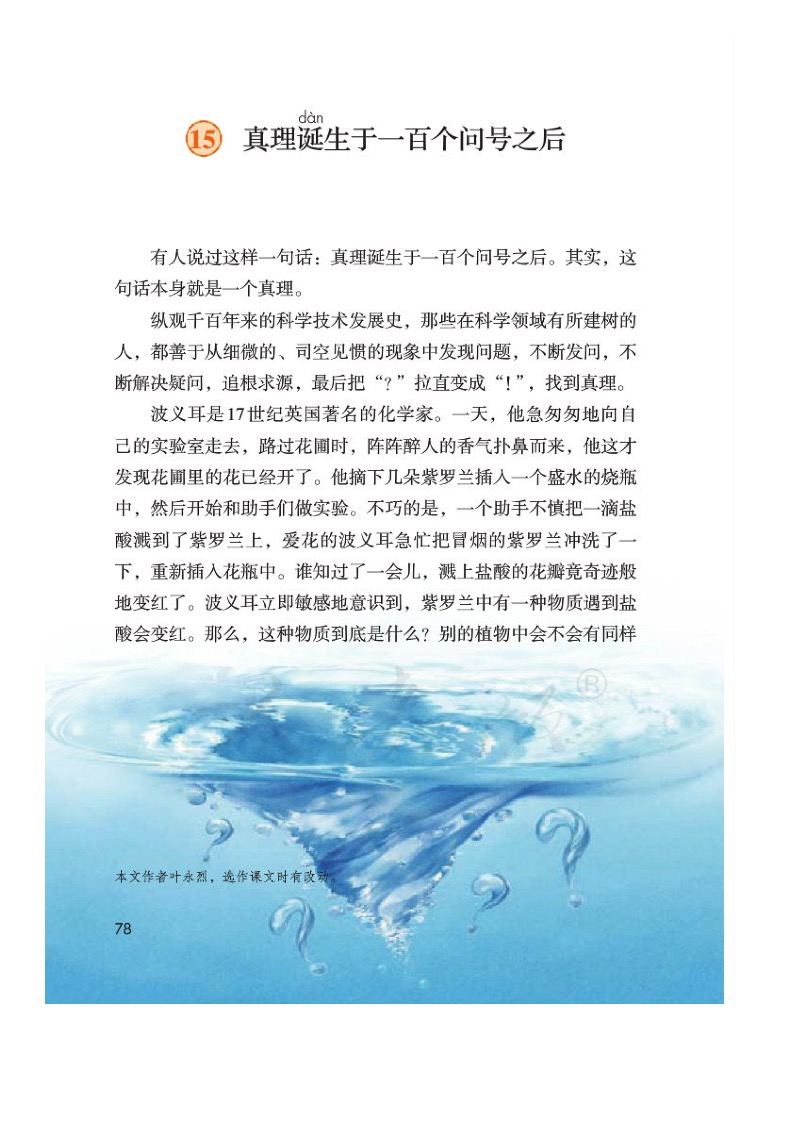 dàn
15 真理诞生于一百个问号之后
有人说过这样一句话：真理诞生于一百个问号之后。其实，这
句话本身就是一个真理。
纵观千百年来的科学技术发展史，那些在科学领域有所建树的
人，都善于从细微的、司空见惯的现象中发现问题，不断发问，不
断解决疑问，追根求源，最后把“？”拉直变成“！”，找到真理。
波义耳是17世纪英国著名的化学家。一天，他急匆匆地向自
己的实验室走去，路过花圃时，阵阵醉人的香气扑鼻而来，他这才
发现花圃里的花已经开了。他摘下几朵紫罗兰插入一个盛水的烧瓶
中，然后开始和助手们做实验。不巧的是，一个助手不慎把一滴盐
酸溅到了紫罗兰上，爱花的波义耳急忙把冒烟的紫罗兰冲洗了一
下，重新插入花瓶中。谁知过了一会儿，溅上盐酸的花瓣竟奇迹般
地变红了。波义耳立即敏感地意识到，紫罗兰中有一种物质遇到盐
酸会变红。那么，这种物质到底是什么？别的植物中会不会有同样
®
本文作者叶永烈，选作课文时有改动。
78